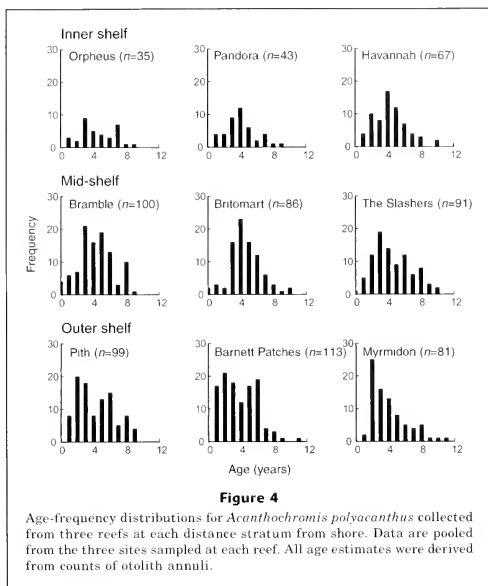 Inner shelf
Orpheus (n=35)
Pandora (n=43)
Havannah (n=67)
30
20
10
0
0 4 8 12
30
20
10
0
0 4 8 12
30
20
10
0
0 4 8 12
Mid-shelf
Bramble (n=100)
Britomart (n=86)
The Slashers (n=91)
Frequency
30
20
10
0
0 4 8 12
30
20
10
0
0 4 8 12
30
20
10
0
0 4 8 12
Outer shelf
Pith (n=99)
Barnett Patches (n=113)
Myrmidon (n=81)
30
20
10
0
0 4 8 12
30
20
10
0
0 4 8 12
30
20
10
0
0 4 8 12
Age (years)
Figure 4
Age-frequency distributions for Acanthochromis polyacanthus collected
from three reefs at each distance stratum from shore. Data are pooled
from the three sites sampled at each reef. All age estimates were derived
from counts of otolith annuli.